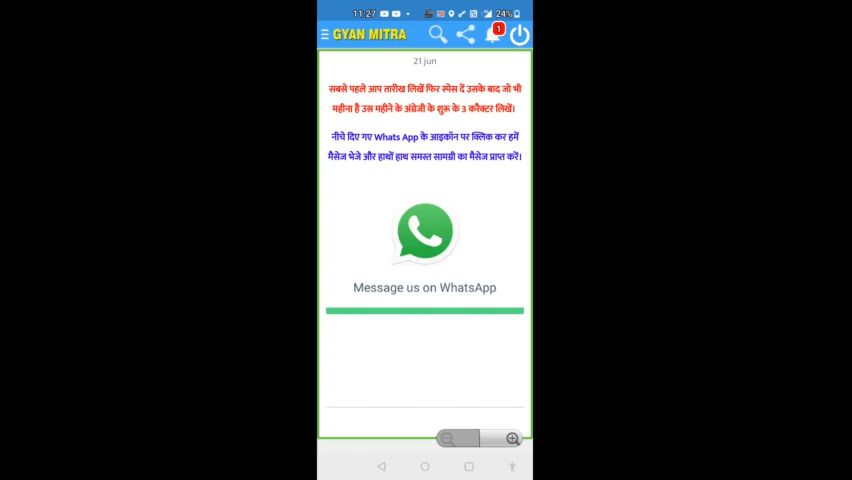 11:27
24%
GYAN MITRA
1
21 jun
सबसे पहले आप तारीख लिखें फिर स्पेस दें उसके बाद जो भी
महीना है उस महीने के अंग्रेजी के शुरू के 3 करैक्टर लिखें।
नीचे दिए गए Whats App के आइकॉन पर क्लिक कर हमें
मैसेज भेजे और हाथों हाथ समस्त सामग्री का मैसेज प्राप्त करें।
Message us on WhatsApp